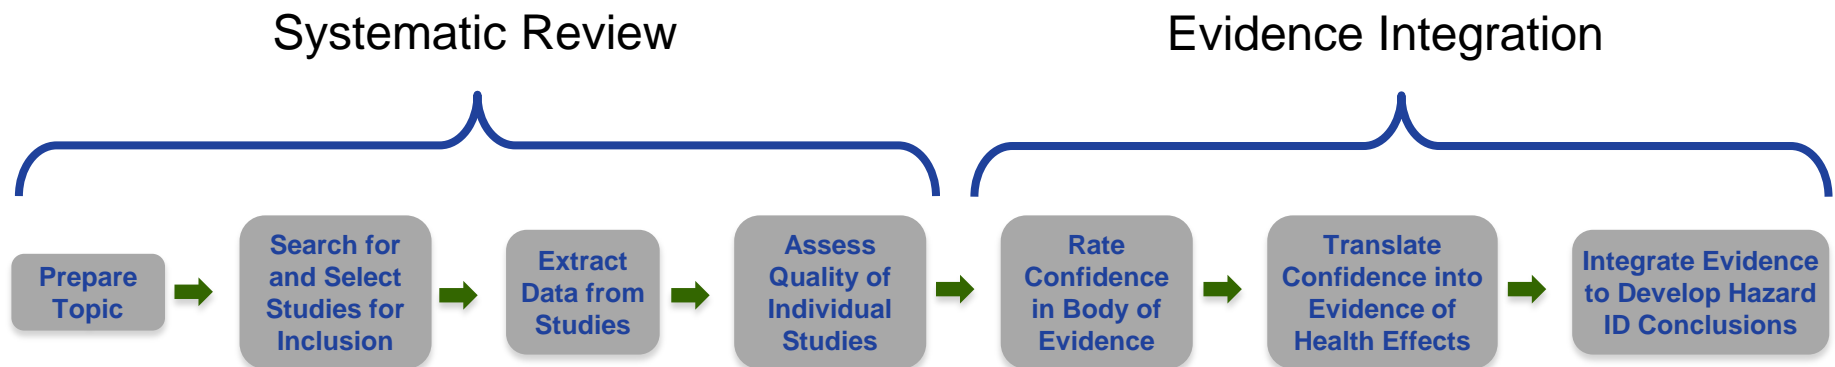 Systematic Review
Evidence Integration
Prepare
Topic
Search for
and Select
Studies for
Inclusion
Extract
Data from
Studies
Assess
Quality of
Individual
Studies
Rate
Confidence
in Body of
Evidence
Translate
Confidence into
Evidence of
Health Effects
Integrate Evidence
to Develop Hazard
ID Conclusions